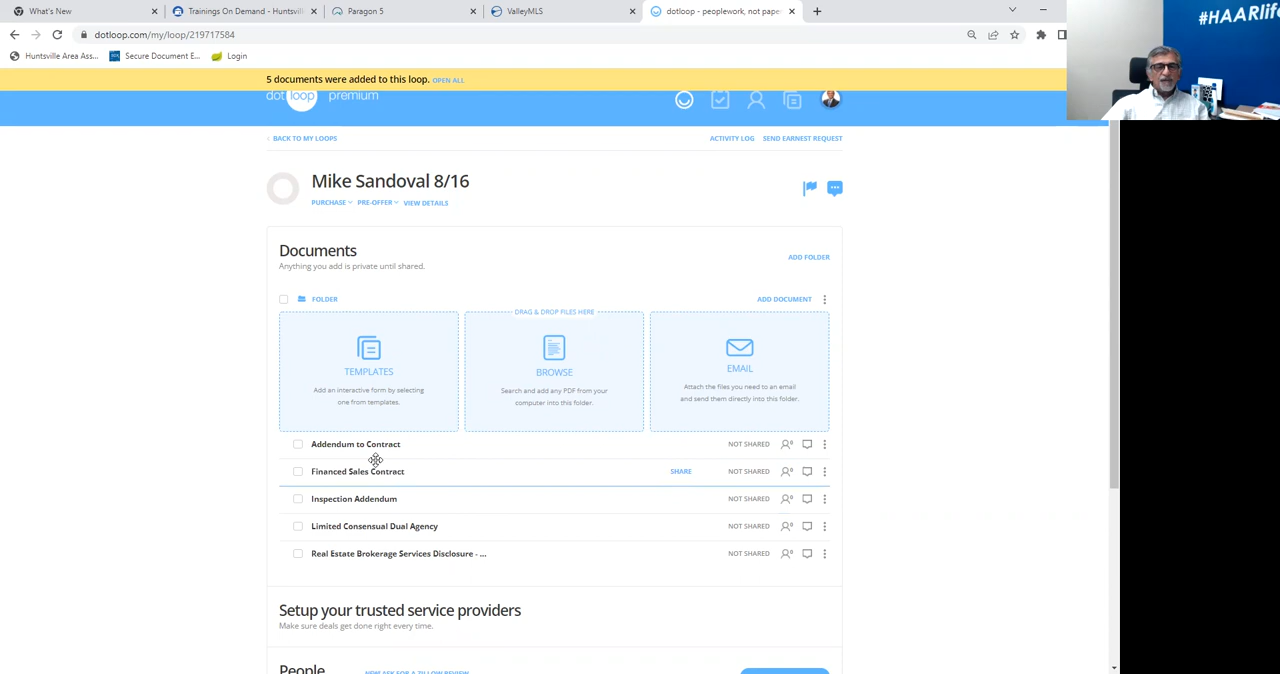 What's New
Trainings On Demand - Huntsvill
Paragon 5
ValleyMLS
dotloop - peoplework, not pape
dotloop.com/my/loop/219717584
Huntsville Area Ass...
Secure Document E...
Login
#HAARlife
5 documents were added to this loop. OPEN ALL
dotloop premium
BACK TO MY LOOPS
ACTIVITY LOG
SEND EARNEST REQUEST
Mike Sandoval 8/16
PURCHASE
PRE-OFFER
VIEW DETAILS
Documents
Anything you add is private until shared.
ADD FOLDER
FOLDER
ADD DOCUMENT
DRAG & DROP FILES HERE
TEMPLATES
Add an interactive form by selecting
one from templates.
BROWSE
Search and add any PDF from your
computer into this folder.
EMAIL
Attach the files you need to an email
and send them directly into this folder.
Addendum to Contract
NOT SHARED
Financed Sales Contract
SHARE
NOT SHARED
Inspection Addendum
NOT SHARED
Limited Consensual Dual Agency
NOT SHARED
Real Estate Brokerage Services Disclosure - ...
NOT SHARED
Setup your trusted service providers
Make sure deals get done right every time.
People
NEW! ASK FOR A ZILLOW REVIEW